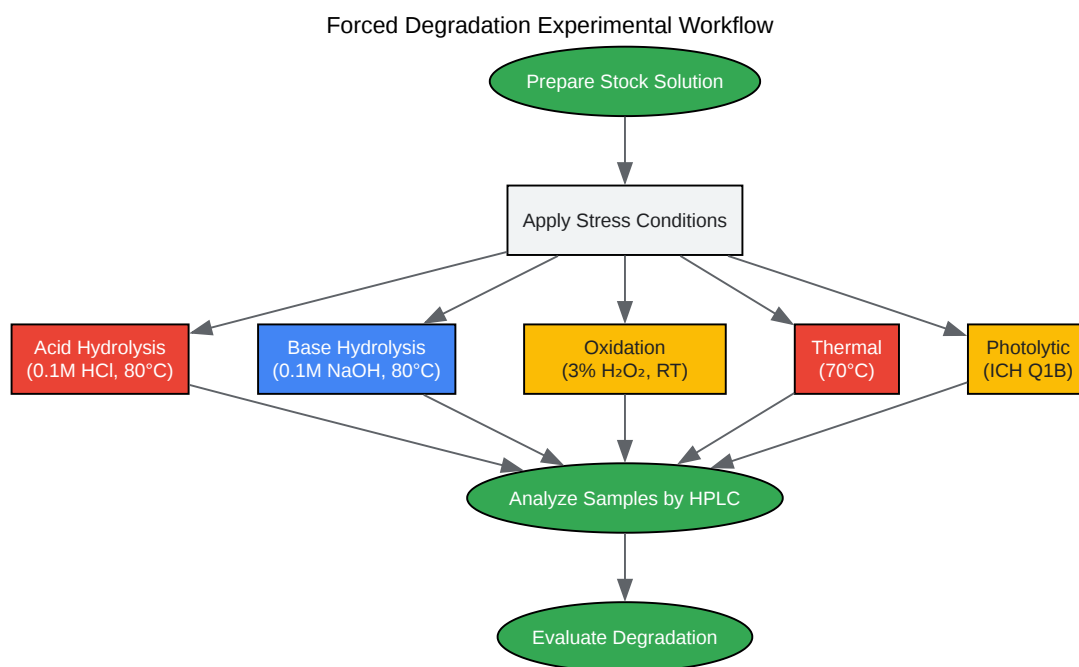 Forced Degradation Experimental Workflow
Prepare Stock Solution
Apply Stress Conditions
Acid Hydrolysis
(0.1M HCl, 80°C)
Base Hydrolysis
(0.1M NaOH, 80°C)
Oxidation
(3% H₂O₂, RT)
Thermal
(70°C)
Photolytic
(ICH Q1B)
Analyze Samples by HPLC
Evaluate Degradation